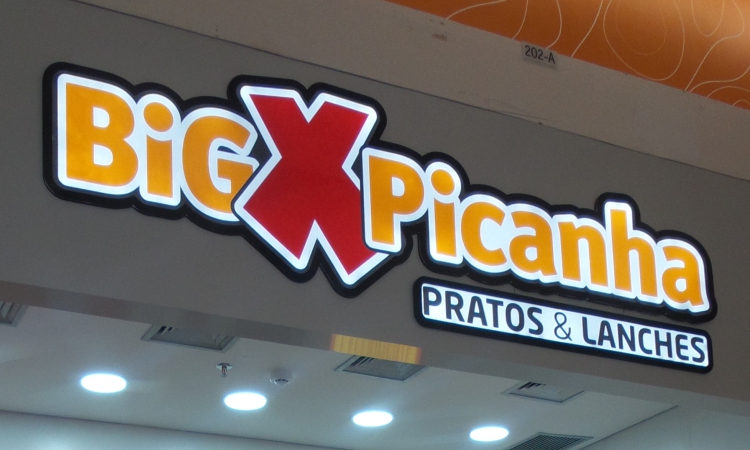 202-A
BiG X Picanha
PRATOS & LANCHES